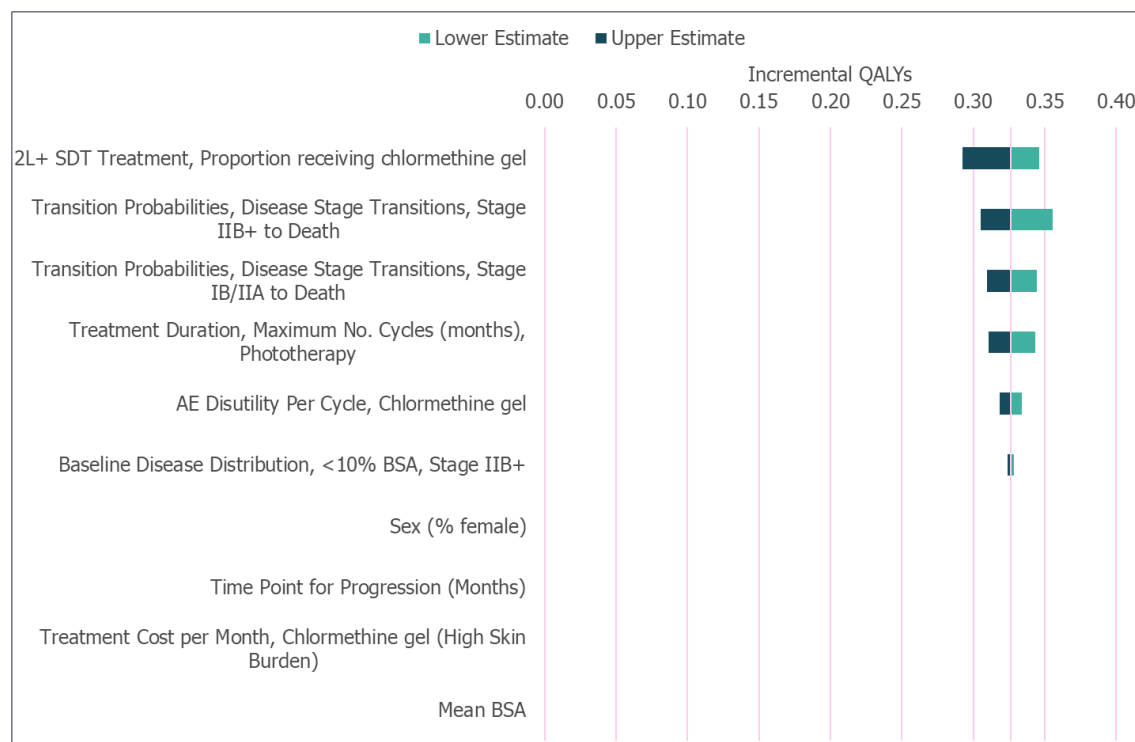 Lower Estimate Upper Estimate
Incremental QALYs
0.00 0.05 0.10 0.15 0.20 0.25 0.30 0.35 0.40
2L+ SDT Treatment, Proportion receiving chlormethine gel
Transition Probabilities, Disease Stage Transitions, Stage
IIB+ to Death
Transition Probabilities, Disease Stage Transitions, Stage
IB/IIA to Death
Treatment Duration, Maximum No. Cycles (months),
Phototherapy
AE Disutility Per Cycle, Chlormethine gel
Baseline Disease Distribution, <10% BSA, Stage IIB+
Sex (% female)
Time Point for Progression (Months)
Treatment Cost per Month, Chlormethine gel (High Skin
Burden)
Mean BSA